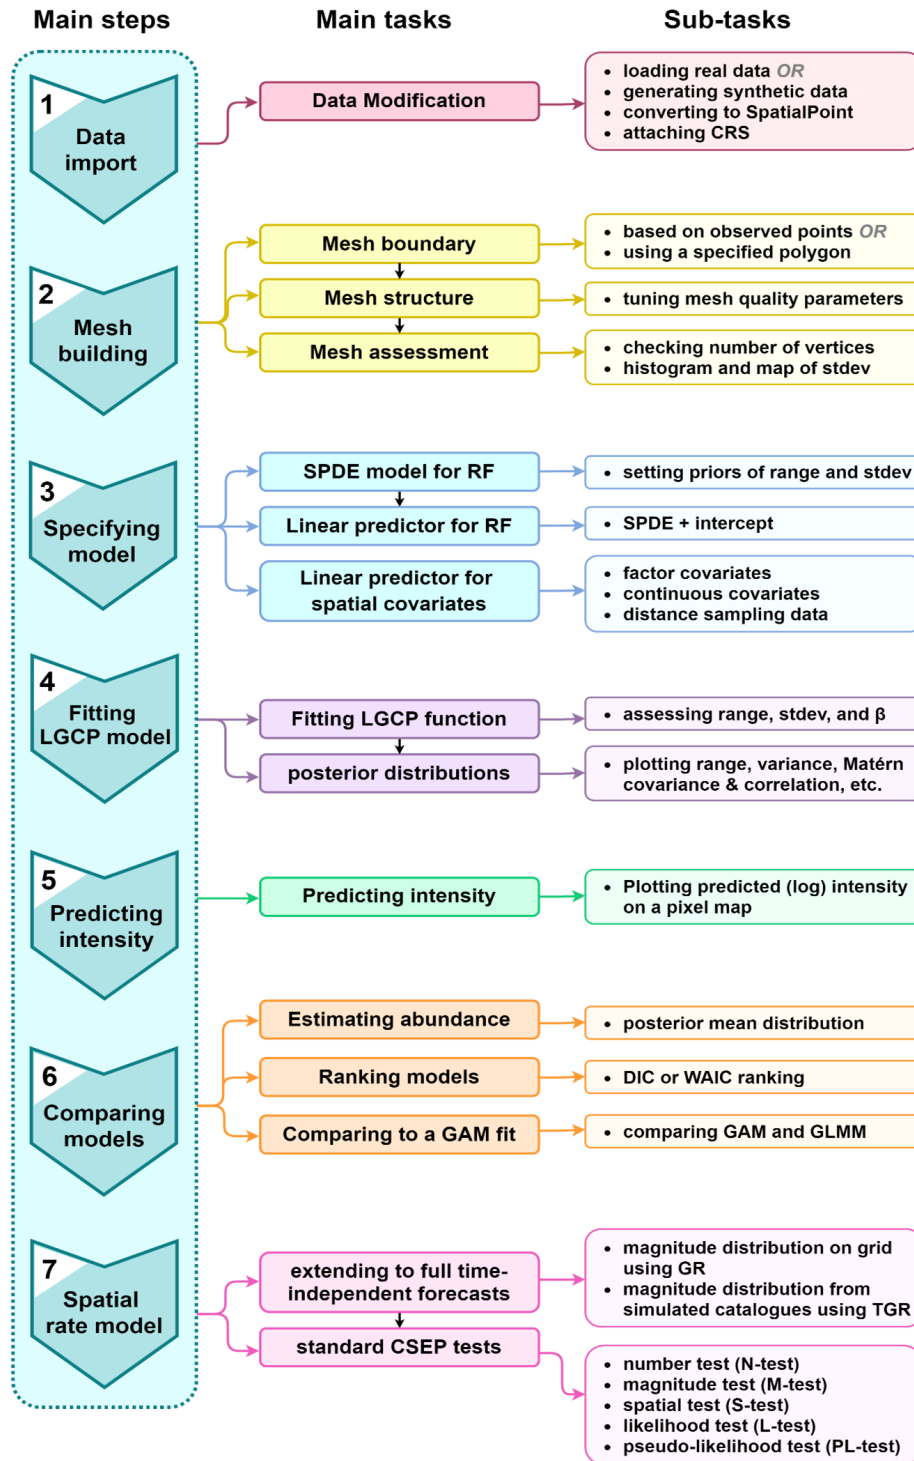 Main steps
Main tasks
Sub-tasks
1
Data
import
Data Modification
• loading real data OR
• generating synthetic data
• converting to SpatialPoint
• attaching CRS
2
Mesh
building
Mesh boundary
• based on observed points OR
• using a specified polygon
Mesh structure
• tuning mesh quality parameters
Mesh assessment
• checking number of vertices
• histogram and map of stdev
3
Specifying
model
SPDE model for RF
• setting priors of range and stdev
Linear predictor for RF
• SPDE + intercept
Linear predictor for
spatial covariates
• factor covariates
• continuous covariates
• distance sampling data
4
Fitting
LGCP model
Fitting LGCP function
• assessing range, stdev, and β
posterior distributions
• plotting range, variance, Matérn
covariance & correlation, etc.
5
Predicting
intensity
Predicting intensity
• Plotting predicted (log) intensity
on a pixel map
6
Comparing
models
Estimating abundance
• posterior mean distribution
Ranking models
• DIC or WAIC ranking
Comparing to a GAM fit
• comparing GAM and GLMM
7
Spatial
rate model
extending to full time-
independent forecasts
• magnitude distribution on grid
using GR
• magnitude distribution from
simulated catalogues using TGR
standard CSEP tests
• number test (N-test)
• magnitude test (M-test)
• spatial test (S-test)
• likelihood test (L-test)
• pseudo-likelihood test (PL-test)